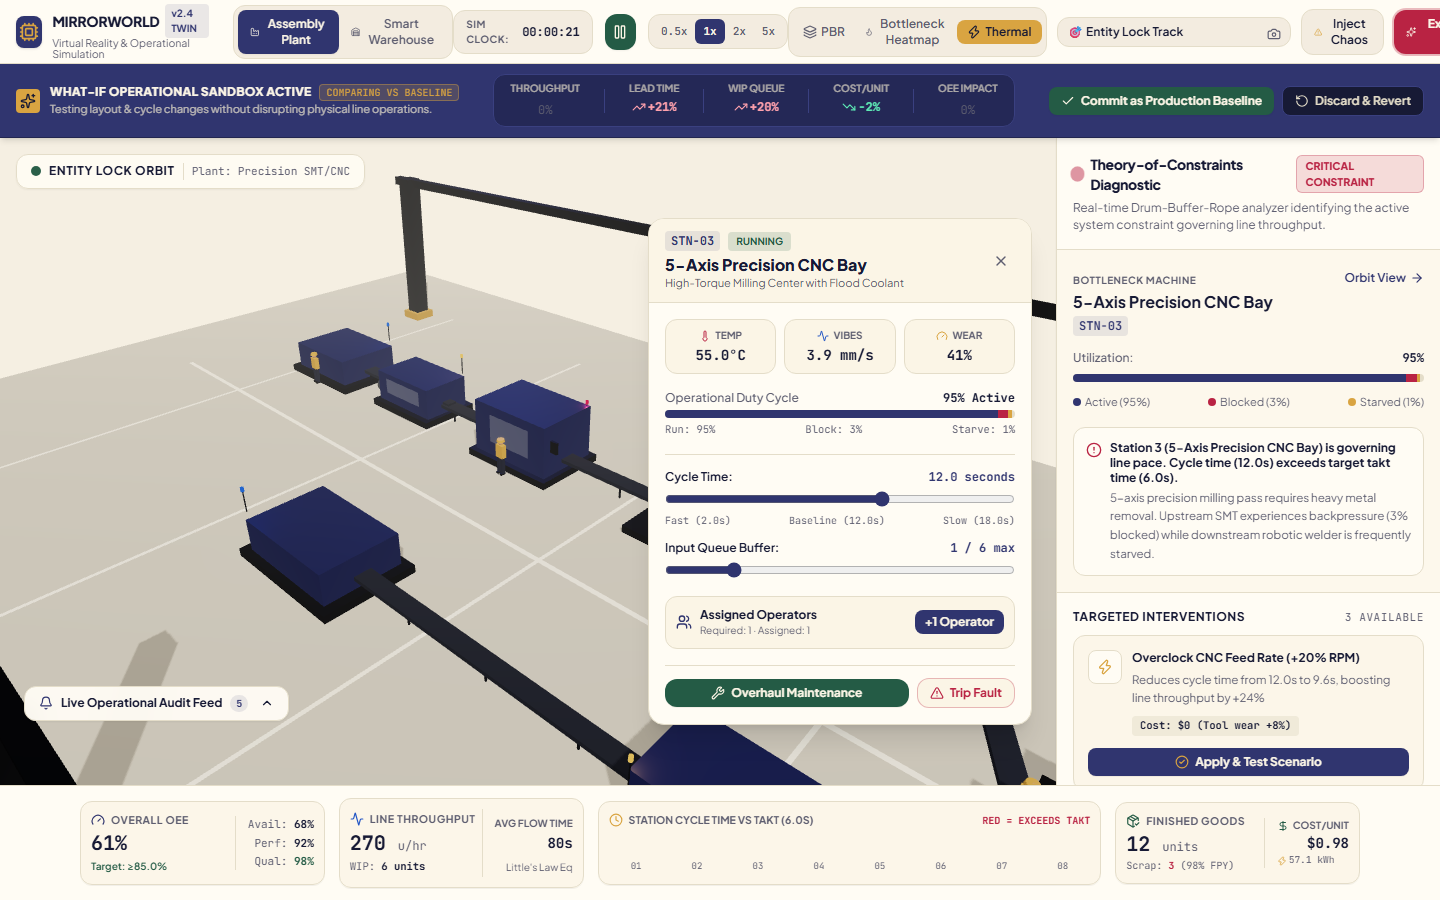 MIRRORWORLD
v2.4 TWIN
Virtual Reality & Operational Simulation
Assembly Plant
Smart Warehouse
SIM CLOCK: 00:00:21
0.5x 1x 2x 5x
PBR
Bottleneck Heatmap
Thermal
Entity Lock Track
Inject Chaos
Ex
WHAT-IF OPERATIONAL SANDBOX ACTIVE
COMPARING VS BASELINE
Testing layout & cycle changes without disrupting physical line operations.
THROUGHPUT
0%
LEAD TIME
+21%
WIP QUEUE
+20%
COST/UNIT
-2%
OEE IMPACT
0%
Commit as Production Baseline
Discard & Revert
ENTITY LOCK ORBIT
Plant: Precision SMT/CNC
STN-03 RUNNING
5-Axis Precision CNC Bay
High-Torque Milling Center with Flood Coolant
TEMP
55.0°C
VIBES
3.9 mm/s
WEAR
41%
Operational Duty Cycle 95% Active
Run: 95% Block: 3% Starve: 1%
Cycle Time: 12.0 seconds
Fast (2.0s) Baseline (12.0s) Slow (18.0s)
Input Queue Buffer: 1 / 6 max
Assigned Operators
Required: 1 · Assigned: 1
+1 Operator
Overhaul Maintenance
Trip Fault
Live Operational Audit Feed 5
Theory-of-Constraints Diagnostic
CRITICAL CONSTRAINT
Real-time Drum-Buffer-Rope analyzer identifying the active
system constraint governing line throughput.
BOTTLENECK MACHINE
Orbit View →
5-Axis Precision CNC Bay
STN-03
Utilization: 95%
Active (95%) Blocked (3%) Starved (1%)
Station 3 (5-Axis Precision CNC Bay) is governing
line pace. Cycle time (12.0s) exceeds target takt
time (6.0s).
5-axis precision milling pass requires heavy metal
removal. Upstream SMT experiences backpressure (3%
blocked) while downstream robotic welder is frequently
starved.
TARGETED INTERVENTIONS 3 AVAILABLE
Overclock CNC Feed Rate (+20% RPM)
Reduces cycle time from 12.0s to 9.6s, boosting
line throughput by +24%
Cost: $0 (Tool wear +8%)
Apply & Test Scenario
OVERALL OEE
61%
Target: ≥85.0%
Avail: 68%
Perf: 92%
Qual: 98%
LINE THROUGHPUT
270 u/hr
WIP: 6 units
AVG FLOW TIME
80s
Little's Law Eq
STATION CYCLE TIME VS TAKT (6.0S) RED = EXCEEDS TAKT
01 02 03 04 05 06 07 08
FINISHED GOODS
12 units
Scrap: 3 (98% FPY)
COST/UNIT
$0.98
57.1 kWh